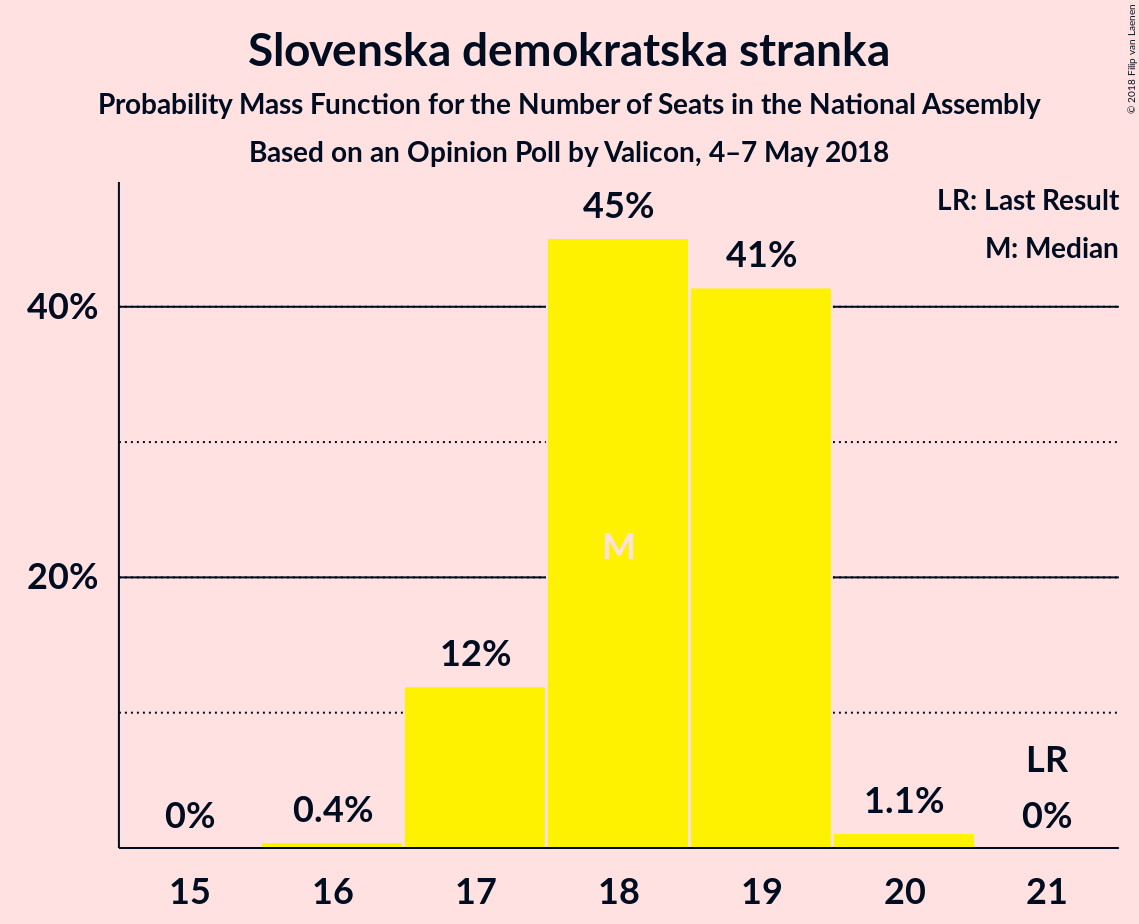 Slovenska demokratska stranka
Probability Mass Function for the Number of Seats in the National Assembly
Based on an Opinion Poll by Valicon, 4–7 May 2018
© 2018 Filip van Laenen
LR: Last Result
M: Median
45%
41%
40%
M
20%
12%
LR
0%
0.4%
1.1%
0%
15 16 17 18 19 20 21